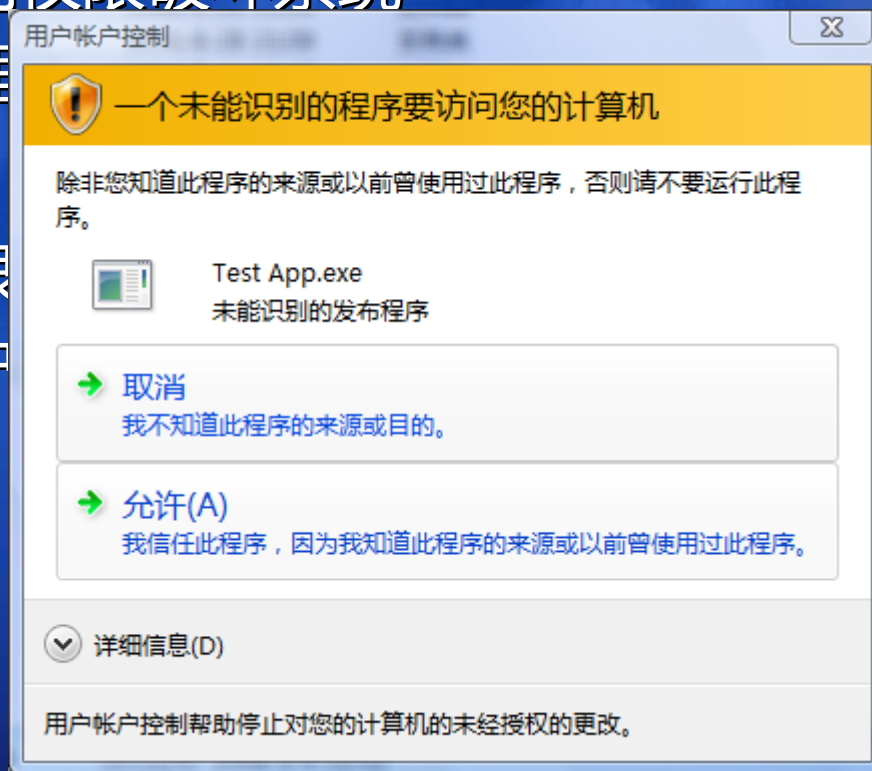 用户帐户控制
一个未能识别的程序要访问您的计算机
除非您知道此程序的来源或以前曾使用过此程序，否则请不要运行此程
序。
Test App.exe
未能识别的发布程序
取消
我不知道此程序的来源或目的。
允许(A)
我信任此程序，因为我知道此程序的来源或以前曾使用过此程序。
详细信息(D)
用户帐户控制帮助停止对您的计算机的未经授权的更改。